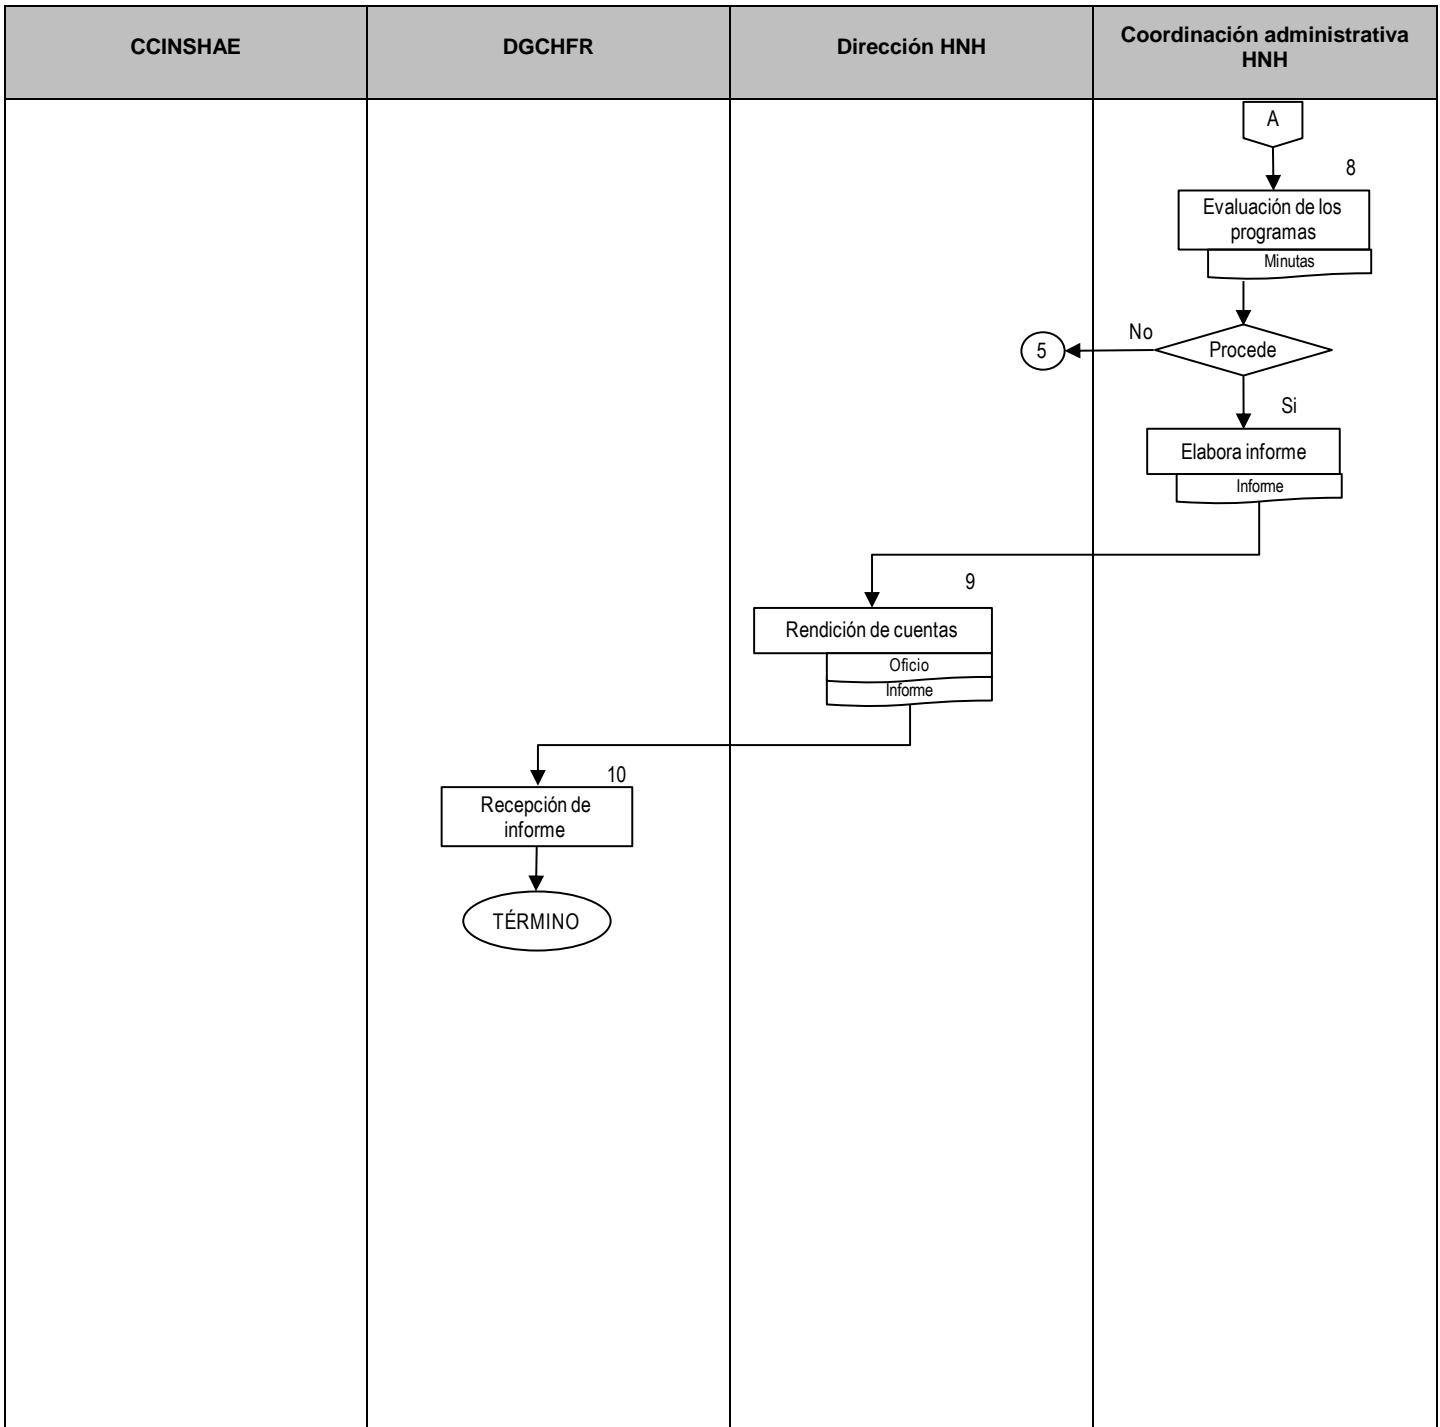 CCINSHAE
DGCHFR
Dirección HNH
Coordinación administrativa
HNH
A
8
Evaluación de los
programas
Minutas
No
5
Procede
Si
Elabora informe
Informe
9
Rendición de cuentas
Oficio
Informe
10
Recepción de
informe
TÉRMINO